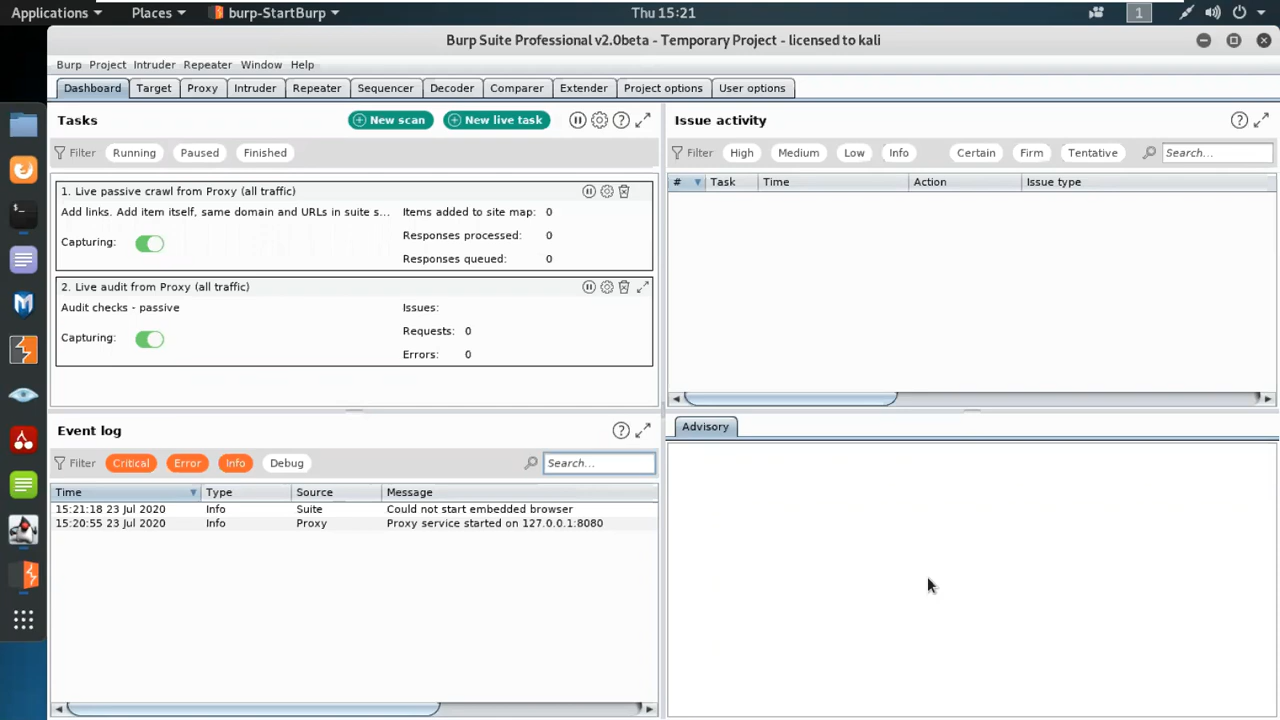 Applications Places burp-StartBurp Thu 15:21 1
Burp Suite Professional v2.0beta - Temporary Project - licensed to kali
Burp Project Intruder Repeater Window Help
Dashboard Target Proxy Intruder Repeater Sequencer Decoder Comparer Extender Project options User options
Tasks New scan New live task
Filter Running Paused Finished
1. Live passive crawl from Proxy (all traffic)
Add links. Add item itself, same domain and URLs in suite s... Items added to site map: 0
Responses processed: 0
Capturing:
Responses queued: 0
2. Live audit from Proxy (all traffic)
Audit checks - passive Issues:
Requests: 0
Capturing:
Errors: 0
Issue activity
Filter High Medium Low Info Certain Firm Tentative Search...
# Task Time Action Issue type
Event log
Filter Critical Error Info Debug Search...
Time Type Source Message
15:21:18 23 Jul 2020 Info Suite Could not start embedded browser
15:20:55 23 Jul 2020 Info Proxy Proxy service started on 127.0.0.1:8080
Advisory